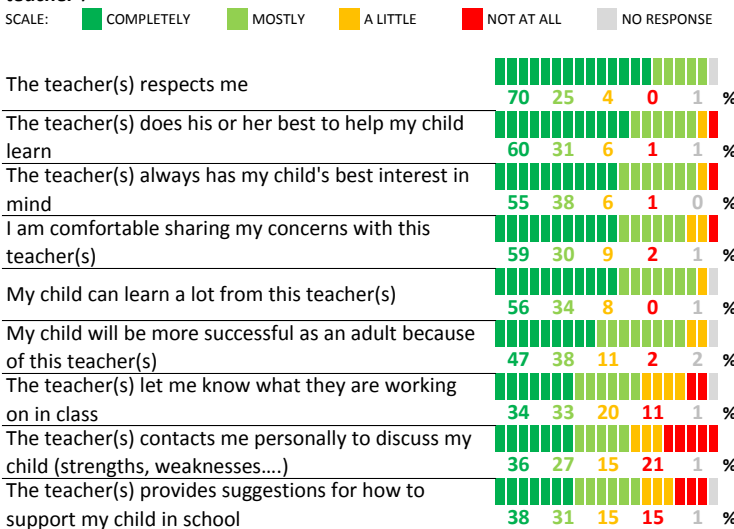 teacher?
SCALE: COMPLETELY MOSTLY A LITTLE NOT AT ALL NO RESPONSE
The teacher(s) respects me
70 25 4 0 1 %
The teacher(s) does his or her best to help my child
learn
60 31 6 1 1 %
The teacher(s) always has my child's best interest in
mind
55 38 6 1 0 %
I am comfortable sharing my concerns with this
teacher(s)
59 30 9 2 1 %
My child can learn a lot from this teacher(s)
56 34 8 0 1 %
My child will be more successful as an adult because
of this teacher(s)
47 38 11 2 2 %
The teacher(s) let me know what they are working
on in class
34 33 20 11 1 %
The teacher(s) contacts me personally to discuss my
child (strengths, weaknesses....)
36 27 15 21 1 %
The teacher(s) provides suggestions for how to
support my child in school
38 31 15 15 1 %